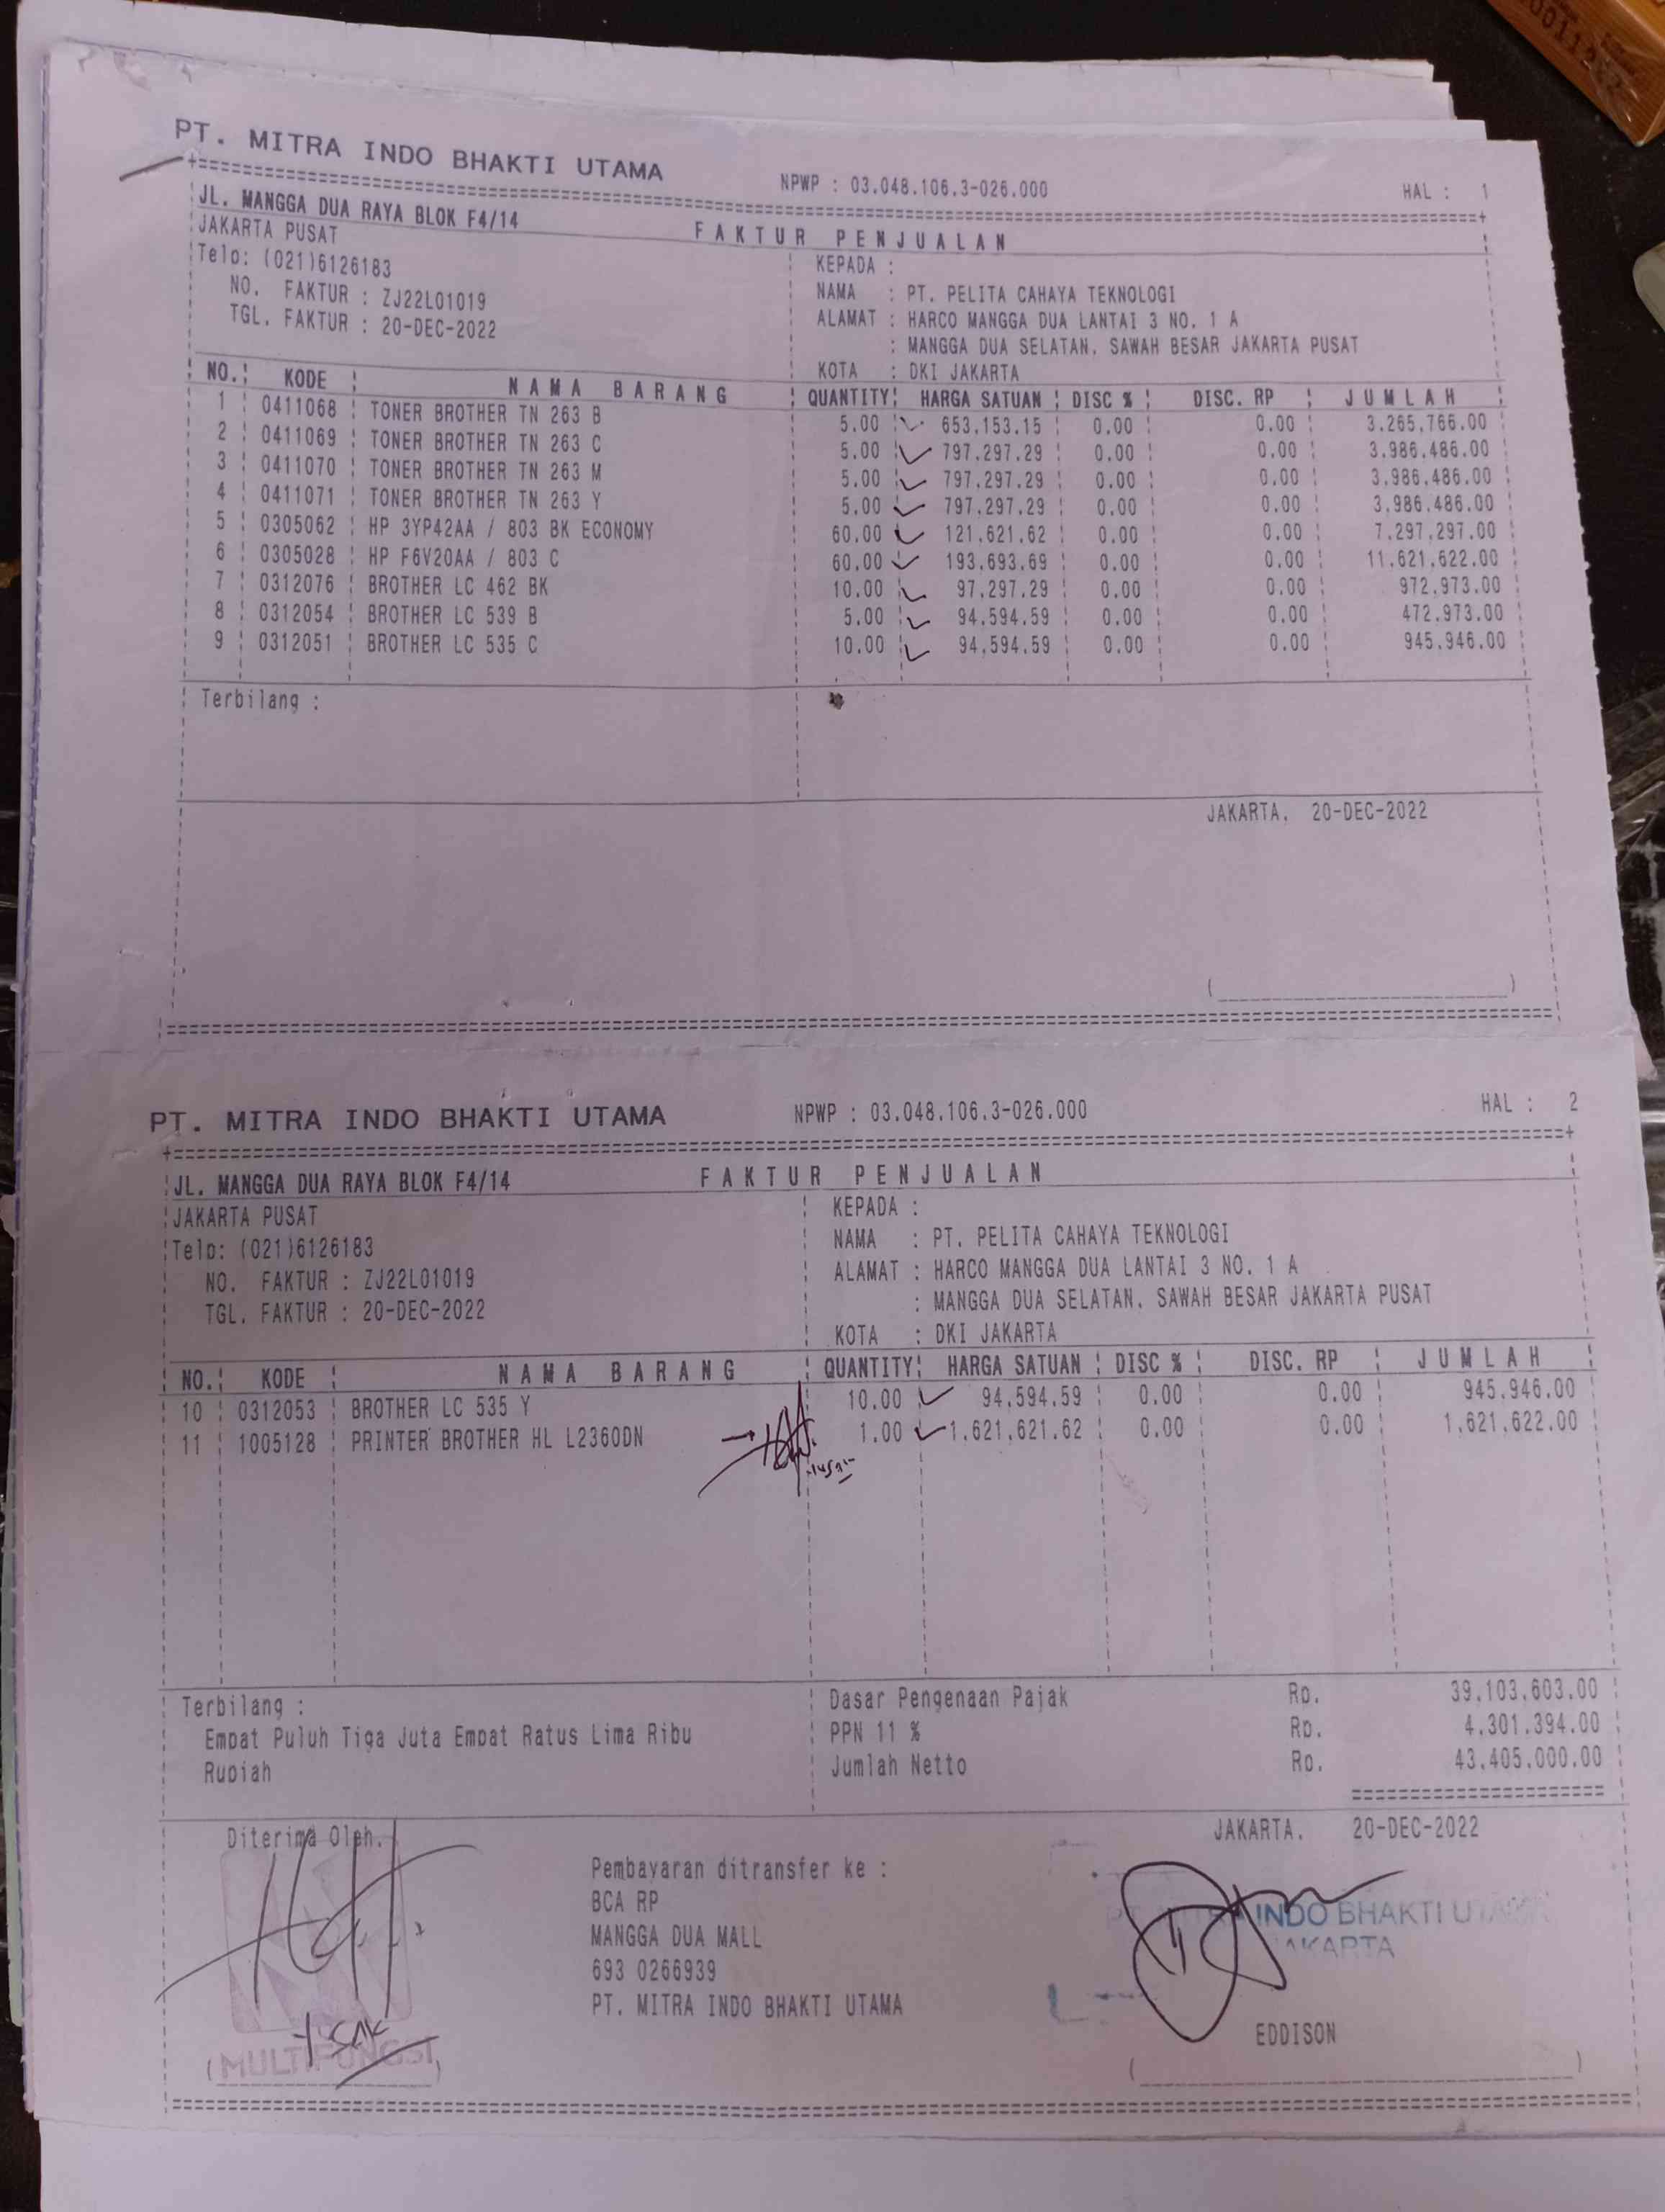 PT. MITRA INDO BHAKTI UTAMA NPWP : 03.048.106.3-026.000 HAL : 1
JL. MANGGA DUA RAYA BLOK F4/14 FAKTUR PENJUALAN
JAKARTA PUSAT KEPADA :
Telp: (021)6126183 NAMA : PT. PELITA CAHAYA TEKNOLOGI
NO. FAKTUR : ZJ22L01019 ALAMAT : HARCO MANGGA DUA LANTAI 3 NO. 1 A
TGL. FAKTUR : 20-DEC-2022 : MANGGA DUA SELATAN, SAWAH BESAR JAKARTA PUSAT
KOTA : DKI JAKARTA
NO. KODE NAMA BARANG QUANTITY HARGA SATUAN DISC % DISC. RP JUMLAH
1 0411068 TONER BROTHER TN 263 B 5.00 653,153.15 0.00 0.00 3,265,766.00
2 0411069 TONER BROTHER TN 263 C 5.00 797,297.29 0.00 0.00 3,986,486.00
3 0411070 TONER BROTHER TN 263 M 5.00 797,297.29 0.00 0.00 3,986,486.00
4 0411071 TONER BROTHER TN 263 Y 5.00 797,297.29 0.00 0.00 3,986,486.00
5 0305062 HP 3YP42AA / 803 BK ECONOMY 60.00 121,621.62 0.00 0.00 7,297,297.00
6 0305028 HP F6V20AA / 803 C 60.00 193,693.69 0.00 0.00 11,621,622.00
7 0312076 BROTHER LC 462 BK 10.00 97,297.29 0.00 0.00 972,973.00
8 0312054 BROTHER LC 539 B 5.00 94,594.59 0.00 0.00 472,973.00
9 0312051 BROTHER LC 535 C 10.00 94,594.59 0.00 0.00 945,946.00
Terbilang :
JAKARTA, 20-DEC-2022
PT. MITRA INDO BHAKTI UTAMA NPWP : 03.048.106.3-026.000 HAL : 2
JL. MANGGA DUA RAYA BLOK F4/14 FAKTUR PENJUALAN
JAKARTA PUSAT KEPADA :
Telp: (021)6126183 NAMA : PT. PELITA CAHAYA TEKNOLOGI
NO. FAKTUR : ZJ22L01019 ALAMAT : HARCO MANGGA DUA LANTAI 3 NO. 1 A
TGL. FAKTUR : 20-DEC-2022 : MANGGA DUA SELATAN, SAWAH BESAR JAKARTA PUSAT
KOTA : DKI JAKARTA
NO. KODE NAMA BARANG QUANTITY HARGA SATUAN DISC % DISC. RP JUMLAH
10 0312053 BROTHER LC 535 Y 10.00 94,594.59 0.00 0.00 945,946.00
11 1005128 PRINTER BROTHER HL L2360DN 1.00 1,621,621.62 0.00 0.00 1,621,622.00
Terbilang : Dasar Pengenaan Pajak Rp. 39,103,603.00
Empat Puluh Tiga Juta Empat Ratus Lima Ribu PPN 11 % Rp. 4,301,394.00
Rupiah Jumlah Netto Rp. 43,405,000.00
Diterima Oleh, JAKARTA, 20-DEC-2022
Pembayaran ditransfer ke :
BCA RP
MANGGA DUA MALL INDO BHAKTI UTAMA
JAKARTA
693 0266939
PT. MITRA INDO BHAKTI UTAMA
EDDISON
MULTIFUNGSI